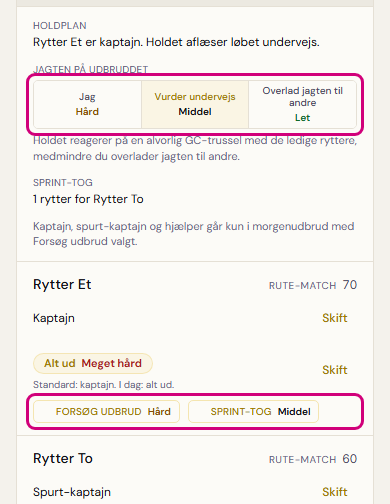 HOLDPLAN
Rytter Et er kaptajn. Holdet aflæser løbet undervejs.
JAGTEN PÅ UDBRUDDET
Jag
Hård
Vurder undervejs
Middel
Overlad jagten til
andre
Let
Holdet reagerer på en alvorlig GC-trussel med de ledige ryttere,
medmindre du overlader jagten til andre.
SPRINT-TOG
1 rytter for Rytter To
Kaptajn, spurt-kaptajn og hjælper går kun i morgenudbrud med
Forsøg udbrud valgt.
Rytter Et
RUTE-MATCH 70
Kaptajn
Skift
Alt ud Meget hård
Skift
Standard: kaptajn. I dag: alt ud.
FORSØG UDBRUD Hård
SPRINT-TOG Middel
Rytter To
RUTE-MATCH 60
Spurt-kaptajn
Skift